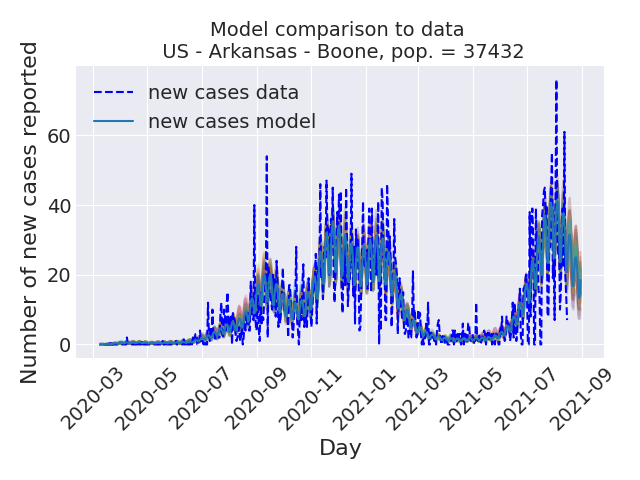 Model comparison to data
US - Arkansas - Boone, pop. = 37432
Number of new cases reported
new cases data
new cases model
60
40
20
0
2020-03
2020-05
2020-07
2020-09
2020-11
2021-01
2021-03
2021-05
2021-07
2021-09
Day